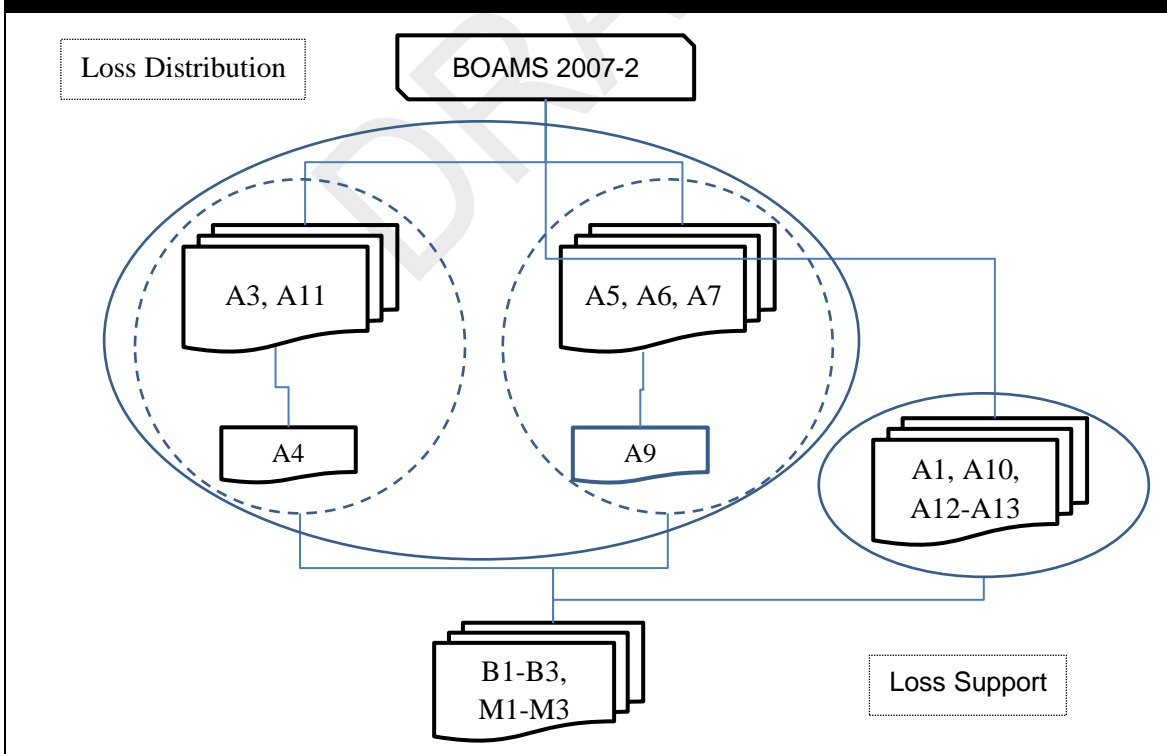 Loss Distribution
BOAMS 2007-2
A3, A11
A5, A6, A7
A4
A9
A1, A10,
A12-A13
B1-B3,
M1-M3
Loss Support